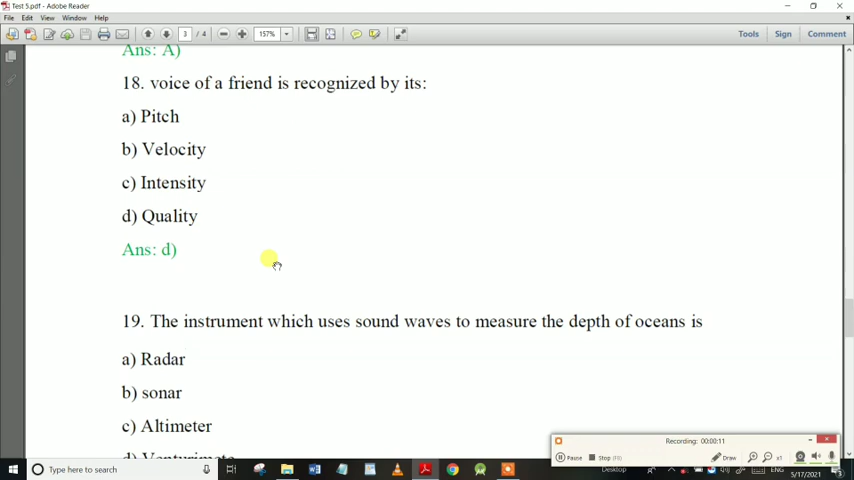 Test 5.pdf - Adobe Reader
File Edit View Window Help
3 / 4 157% Tools Sign Comment
Ans: A)
18. voice of a friend is recognized by its:
a) Pitch
b) Velocity
c) Intensity
d) Quality
Ans: d)
19. The instrument which uses sound waves to measure the depth of oceans is
a) Radar
b) sonar
c) Altimeter
Recording: 00:00:11
Pause Stop (F8) Draw x1
Type here to search Desktop ENG
5/17/2021